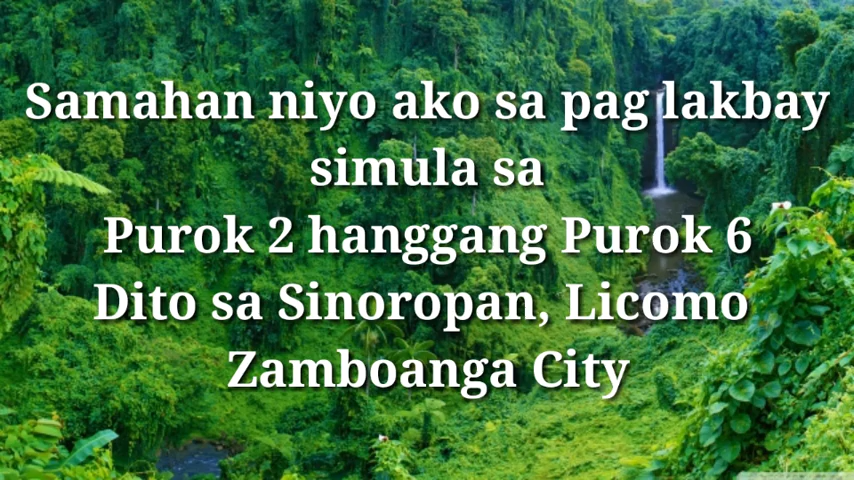 Samahan niyo ako sa pag lakbay
simula sa
Purok 2 hanggang Purok 6
Dito sa Sinoropan, Licomo
Zamboanga City